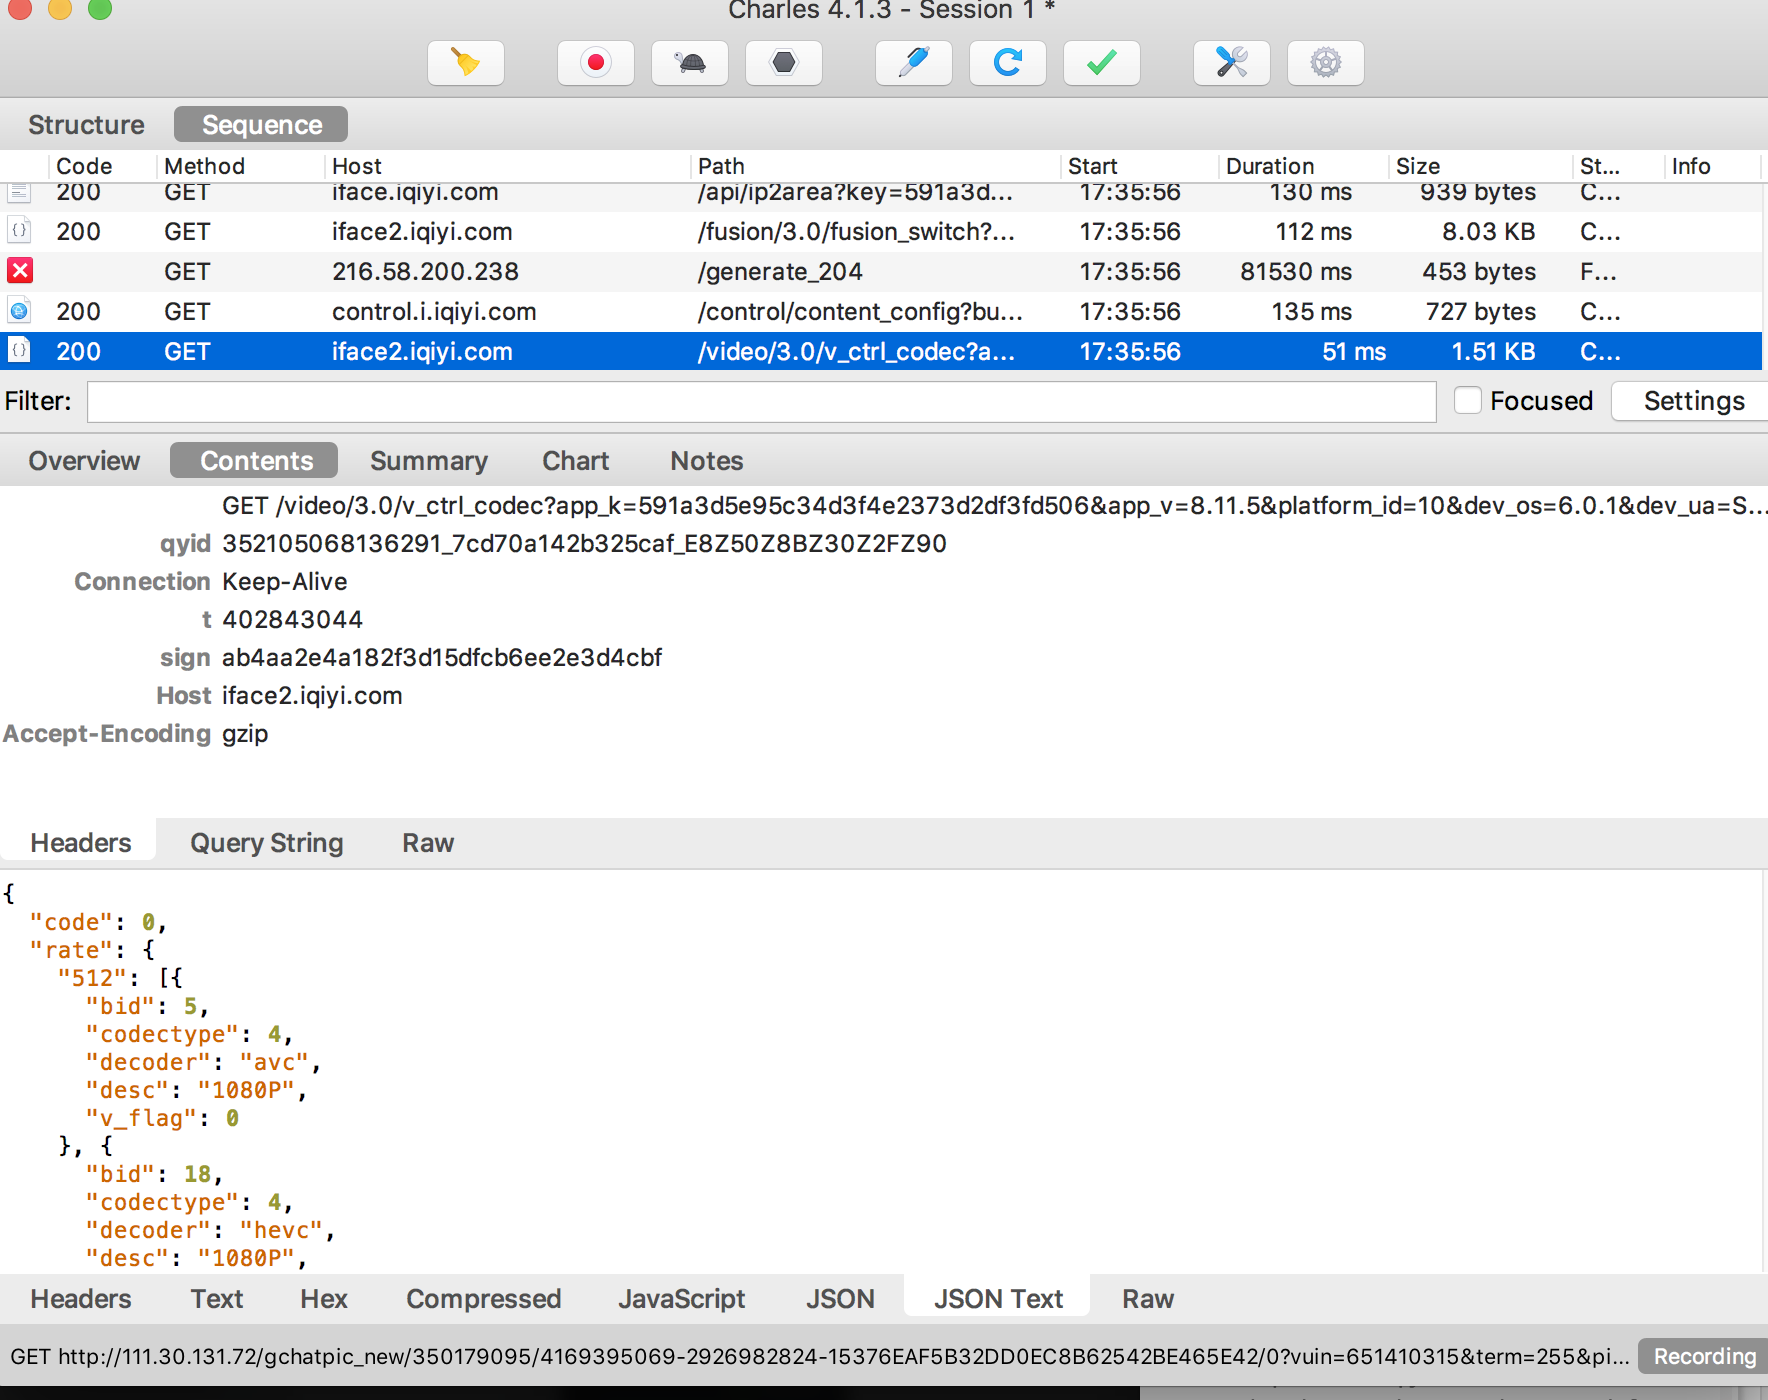 Charles 4.1.3 - Session 1 *
Structure Sequence
Code Method Host Path Start Duration Size St... Info
200 GET iface.iqiyi.com /api/ip2area?key=591a3d... 17:35:56 130 ms 939 bytes C...
200 GET iface2.iqiyi.com /fusion/3.0/fusion_switch?... 17:35:56 112 ms 8.03 KB C...
GET 216.58.200.238 /generate_204 17:35:56 81530 ms 453 bytes F...
200 GET control.i.iqiyi.com /control/content_config?bu... 17:35:56 135 ms 727 bytes C...
200 GET iface2.iqiyi.com /video/3.0/v_ctrl_codec?a... 17:35:56 51 ms 1.51 KB C...
Filter: Focused Settings
Overview Contents Summary Chart Notes
GET /video/3.0/v_ctrl_codec?app_k=591a3d5e95c34d3f4e2373d2df3fd506&app_v=8.11.5&platform_id=10&dev_os=6.0.1&dev_ua=S...
qyid 352105068136291_7cd70a142b325caf_E8Z50Z8BZ30Z2FZ90
Connection Keep-Alive
t 402843044
sign ab4aa2e4a182f3d15dfcb6ee2e3d4cbf
Host iface2.iqiyi.com
Accept-Encoding gzip
Headers Query String Raw
{
"code": 0,
"rate": {
"512": [{
"bid": 5,
"codectype": 4,
"decoder": "avc",
"desc": "1080P",
"v_flag": 0
}, {
"bid": 18,
"codectype": 4,
"decoder": "hevc",
"desc": "1080P",
Headers Text Hex Compressed JavaScript JSON JSON Text Raw
GET http://111.30.131.72/gchatpic_new/350179095/4169395069-2926982824-15376EAF5B32DD0EC8B62542BE465E42/0?vuin=651410315&term=255&pi... Recording